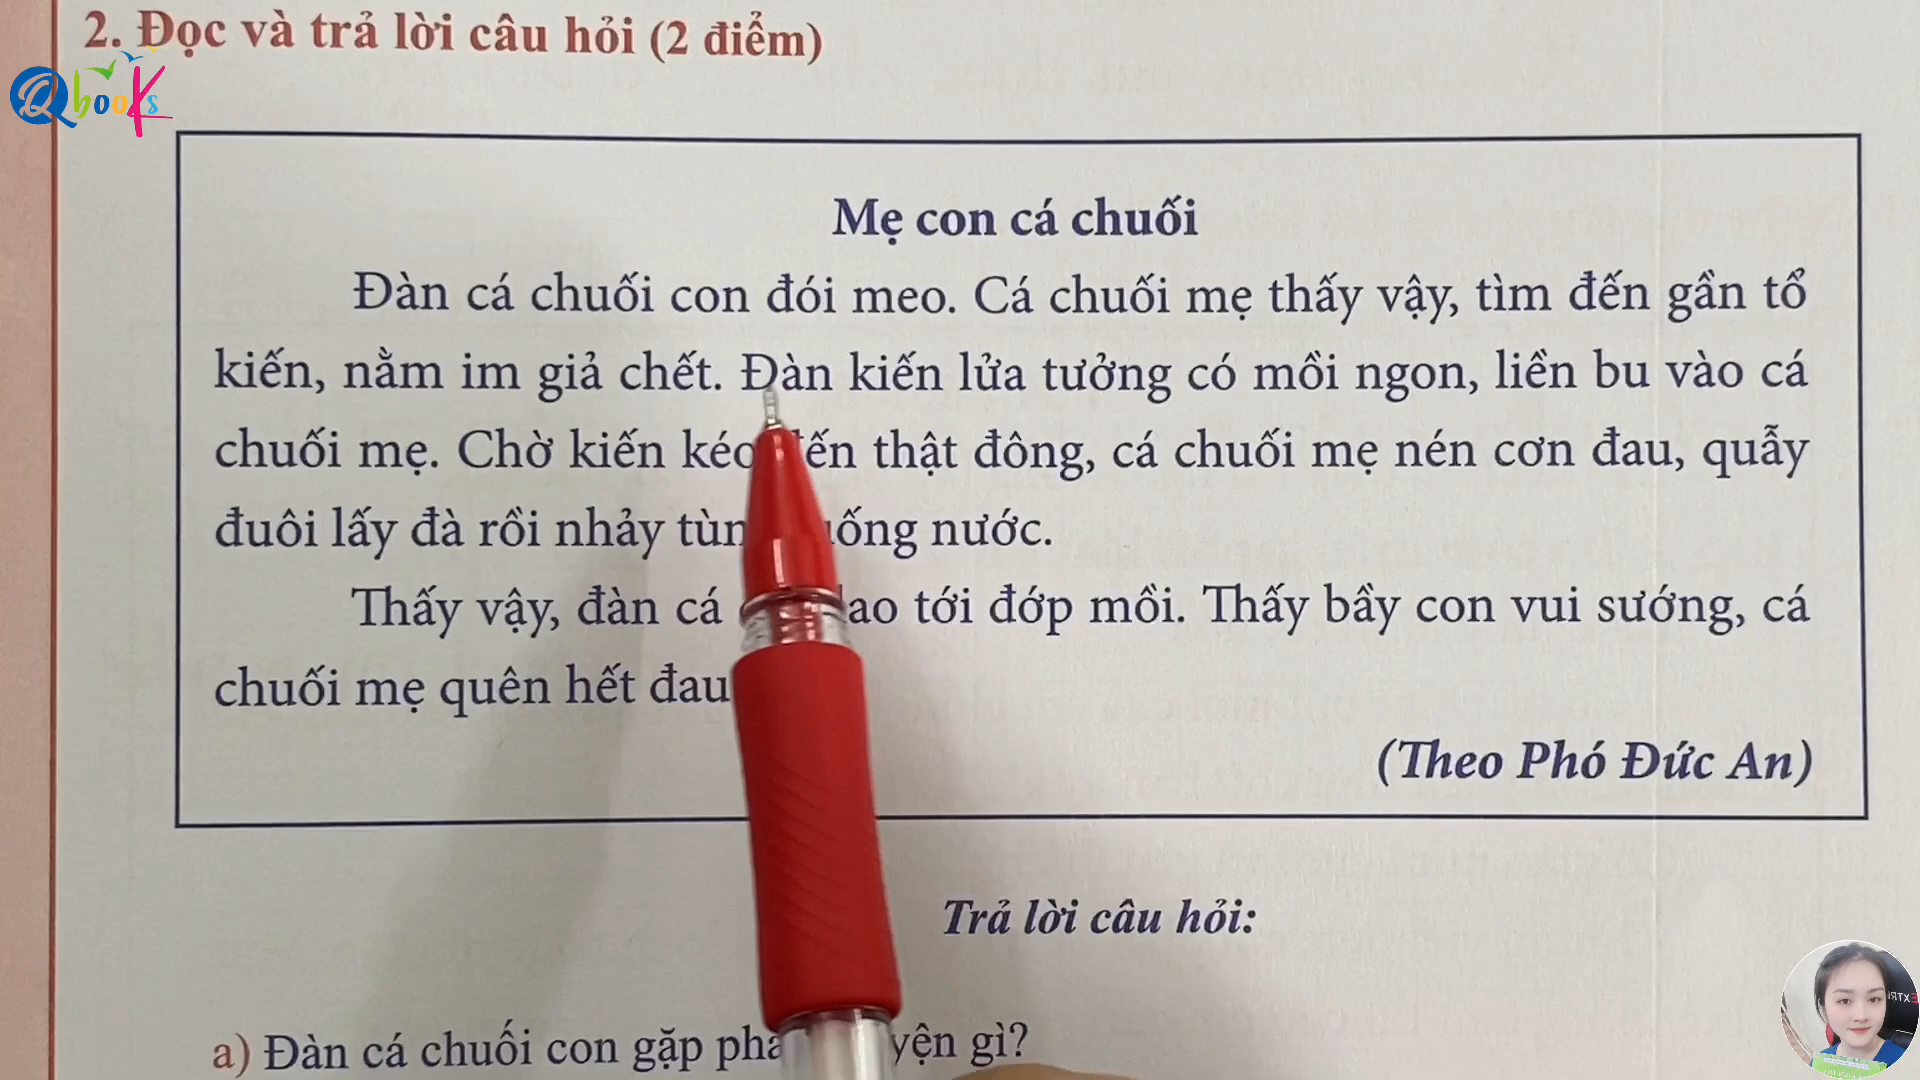 2. Đọc và trả lời câu hỏi (2 điểm)
Qbooks
Mẹ con cá chuối
Đàn cá chuối con đói meo. Cá chuối mẹ thấy vậy, tìm đến gần tổ
kiến, nằm im giả chết. Đàn kiến lửa tưởng có mồi ngon, liền bu vào cá
chuối mẹ. Chờ kiến kéo đến thật đông, cá chuối mẹ nén cơn đau, quẫy
đuôi lấy đà rồi nhảy tùm xuống nước.
Thấy vậy, đàn cá lao tới đớp mồi. Thấy bầy con vui sướng, cá
chuối mẹ quên hết đau
(Theo Phó Đức An)
Trả lời câu hỏi:
a) Đàn cá chuối con gặp phải chuyện gì?